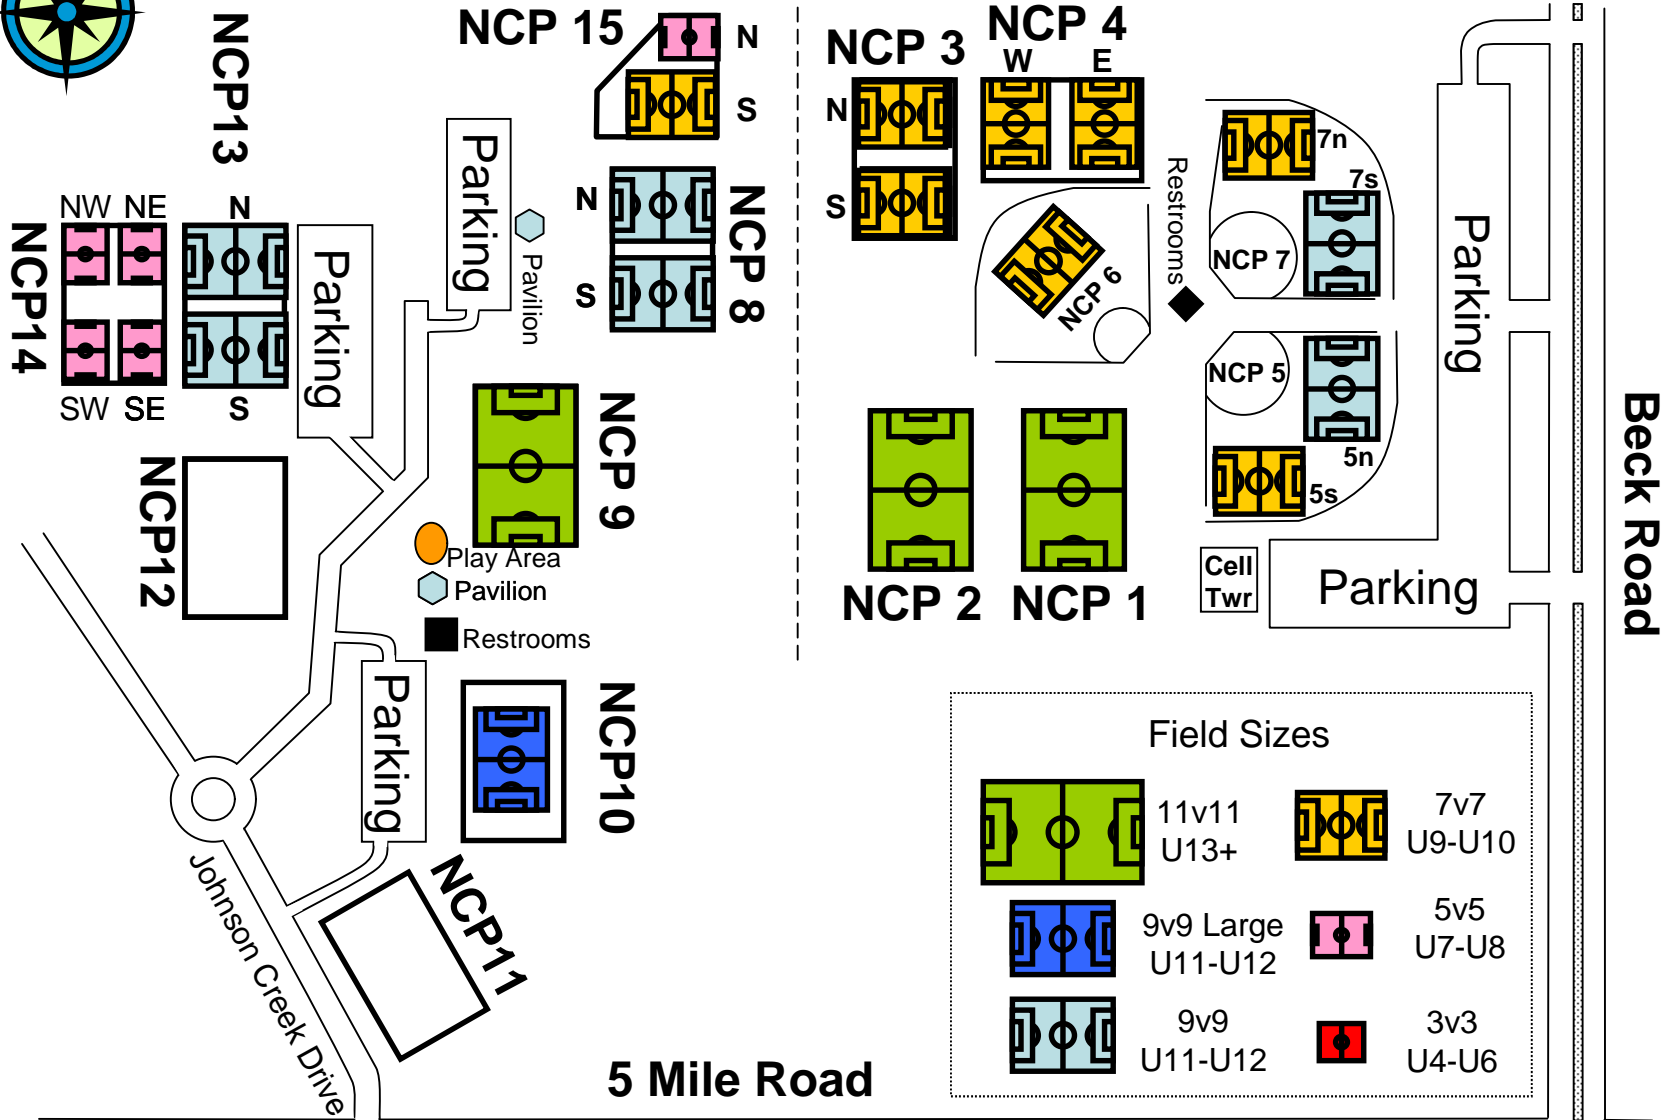 NCP13
NCP 15
N
S
NCP 3
N
S
NCP 4
W
E
7n
7s
NCP 7
Restrooms
Parking
NCP14
NW
NE
SW
SE
N
S
Parking
Parking
Pavilion
N
S
NCP 8
NCP 6
NCP 5
5n
5s
Beck Road
NCP12
NCP 9
Play Area
Pavilion
Restrooms
NCP 2
NCP 1
Cell
Twr
Parking
Parking
NCP10
NCP11
Johnson Creek Drive
5 Mile Road
Field Sizes
11v11
U13+
7v7
U9-U10
9v9 Large
U11-U12
5v5
U7-U8
9v9
U11-U12
3v3
U4-U6